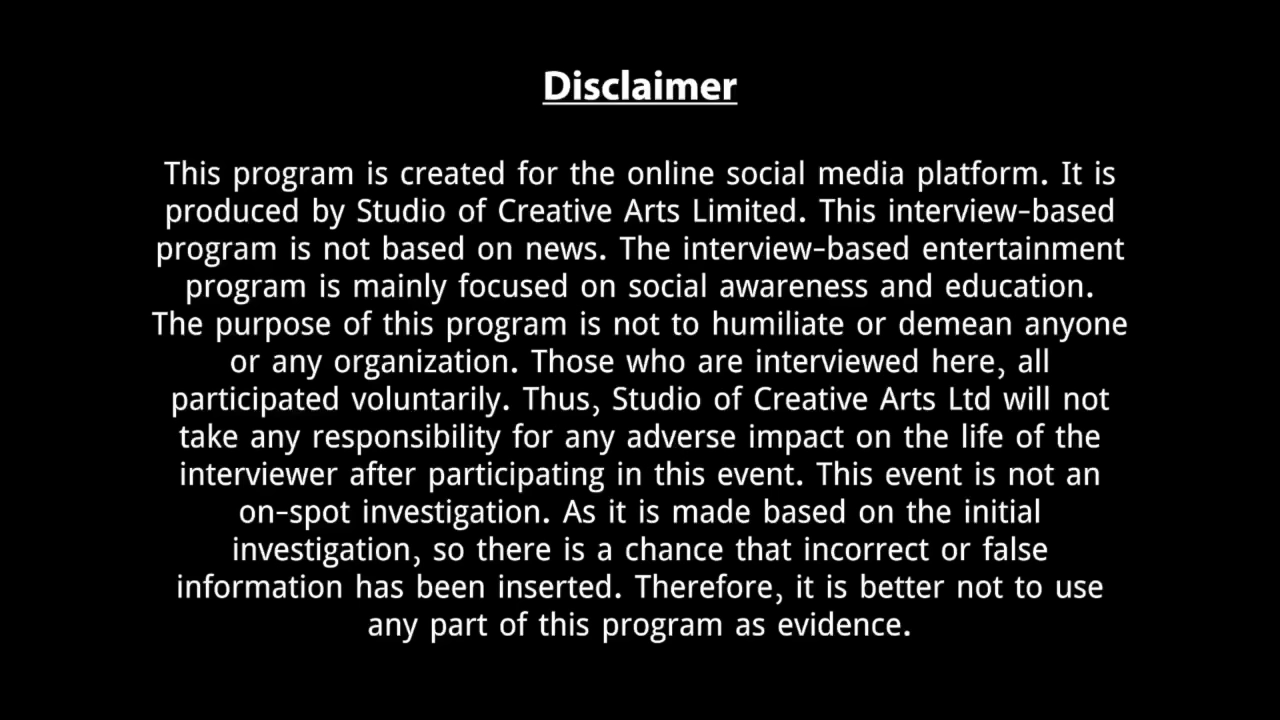 Disclaimer
This program is created for the online social media platform. It is
produced by Studio of Creative Arts Limited. This interview-based
program is not based on news. The interview-based entertainment
program is mainly focused on social awareness and education.
The purpose of this program is not to humiliate or demean anyone
or any organization. Those who are interviewed here, all
participated voluntarily. Thus, Studio of Creative Arts Ltd will not
take any responsibility for any adverse impact on the life of the
interviewer after participating in this event. This event is not an
on-spot investigation. As it is made based on the initial
investigation, so there is a chance that incorrect or false
information has been inserted. Therefore, it is better not to use
any part of this program as evidence.